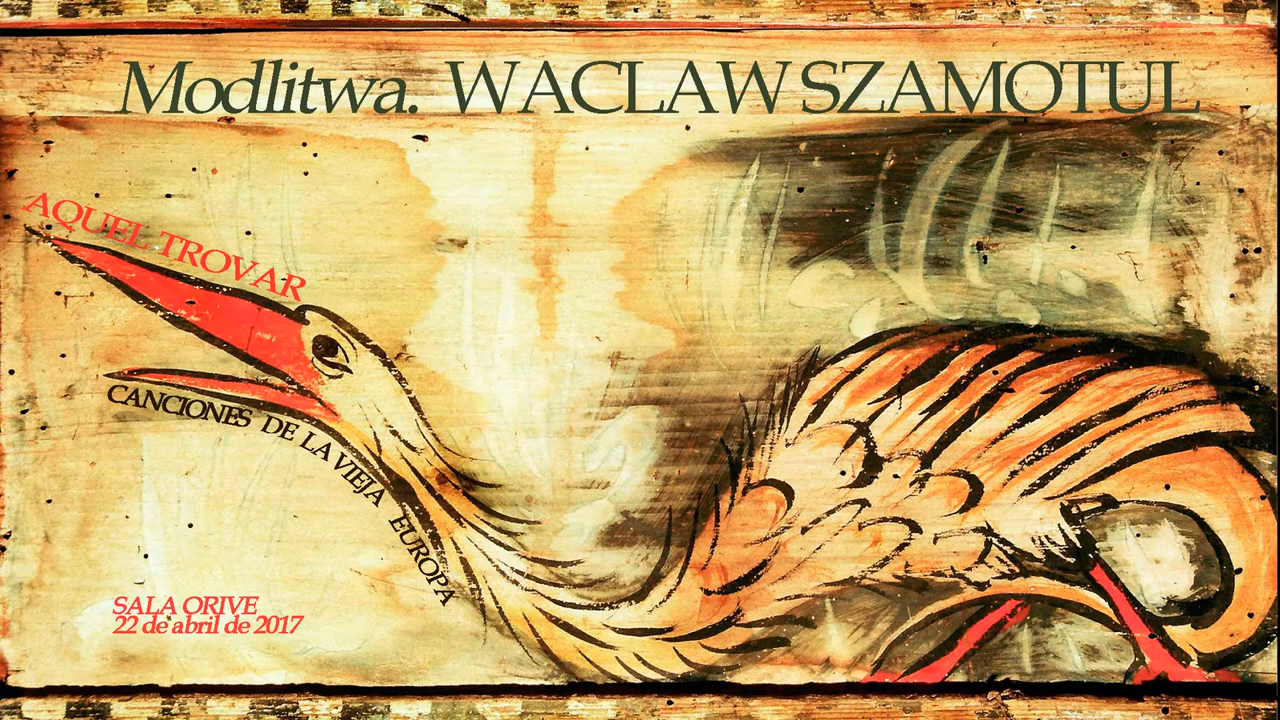 Modlitwa. WACLAW SZAMOTUL
AQUEL TROVAR
CANCIONES DE LA VIEJA EUROPA
SALA ORIVE
22 de abril de 2017